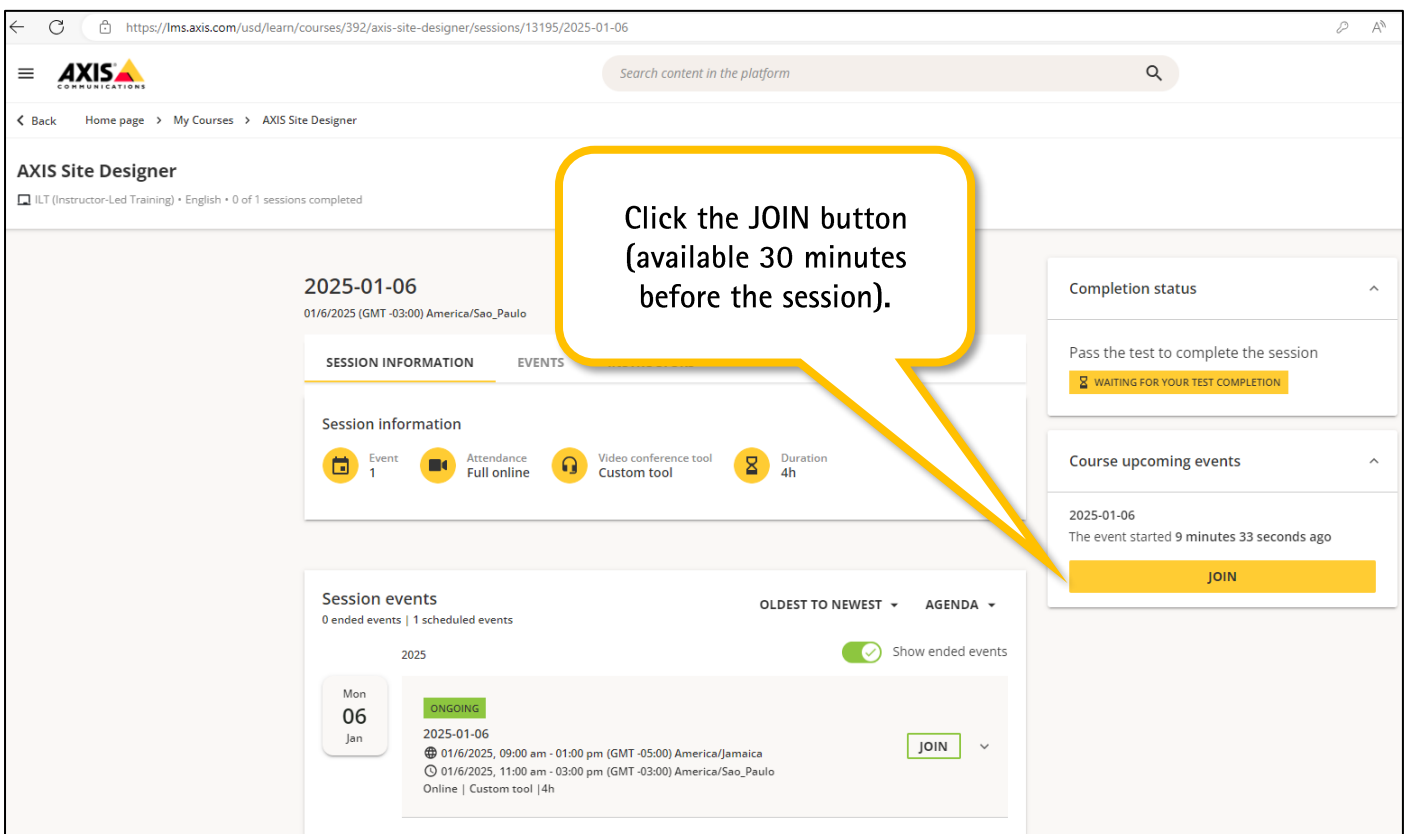 https://lms.axis.com/usd/learn/courses/392/axis-site-designer/sessions/13195/2025-01-06
AXIS
COMMUNICATIONS
Search content in the platform
Back Home page > My Courses > AXIS Site Designer
AXIS Site Designer
ILT (Instructor-Led Training) • English • 0 of 1 sessions completed
Click the JOIN button
(available 30 minutes
before the session).
2025-01-06
01/6/2025 (GMT -03:00) America/Sao_Paulo
SESSION INFORMATION EVENTS
Session information
Event
1
Attendance
Full online
Video conference tool
Custom tool
Duration
4h
Completion status
Pass the test to complete the session
WAITING FOR YOUR TEST COMPLETION
Course upcoming events
2025-01-06
The event started 9 minutes 33 seconds ago
JOIN
Session events
0 ended events | 1 scheduled events
OLDEST TO NEWEST AGENDA
2025
Show ended events
Mon
06
Jan
ONGOING
2025-01-06
01/6/2025, 09:00 am - 01:00 pm (GMT -05:00) America/Jamaica
01/6/2025, 11:00 am - 03:00 pm (GMT -03:00) America/Sao_Paulo
Online | Custom tool |4h
JOIN